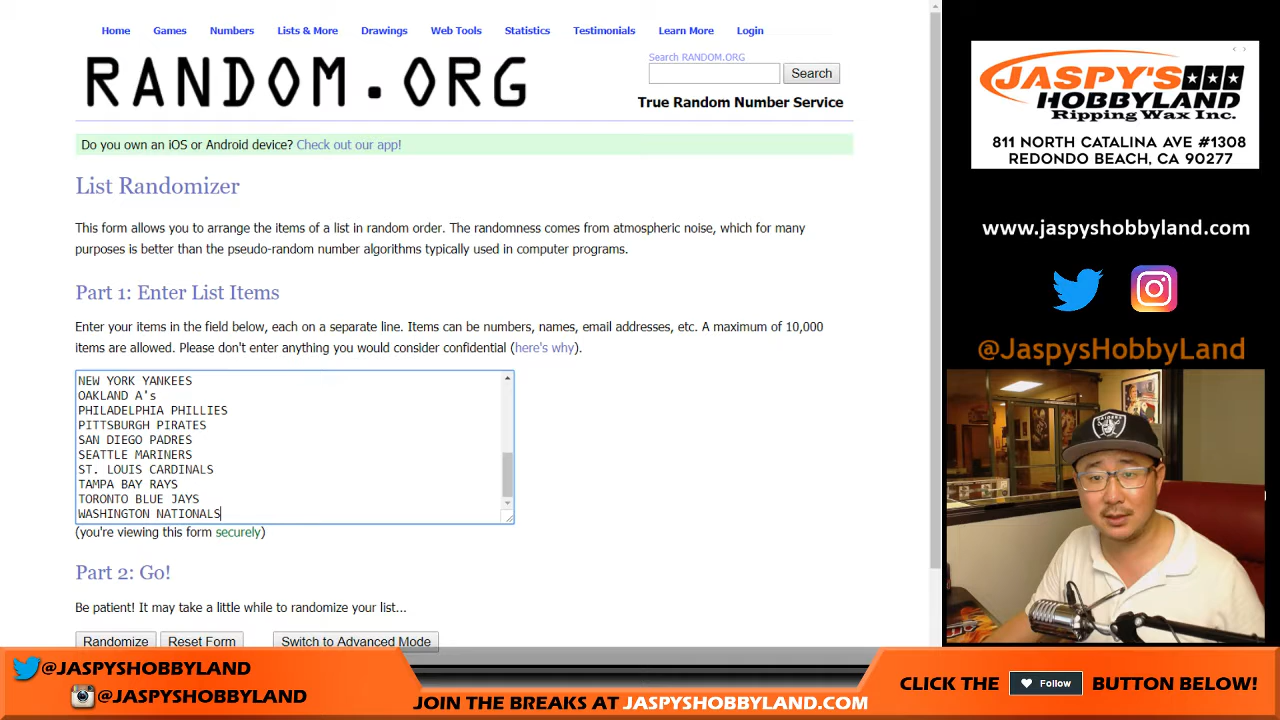 Home Games Numbers Lists & More Drawings Web Tools Statistics Testimonials Learn More Login
RANDOM.ORG
Search RANDOM.ORG
Search
True Random Number Service
Do you own an iOS or Android device? Check out our app!
List Randomizer
This form allows you to arrange the items of a list in random order. The randomness comes from atmospheric noise, which for many
purposes is better than the pseudo-random number algorithms typically used in computer programs.
Part 1: Enter List Items
Enter your items in the field below, each on a separate line. Items can be numbers, names, email addresses, etc. A maximum of 10,000
items are allowed. Please don't enter anything you would consider confidential (here's why).
NEW YORK YANKEES
OAKLAND A's
PHILADELPHIA PHILLIES
PITTSBURGH PIRATES
SAN DIEGO PADRES
SEATTLE MARINERS
ST. LOUIS CARDINALS
TAMPA BAY RAYS
TORONTO BLUE JAYS
WASHINGTON NATIONALS
(you're viewing this form securely)
Part 2: Go!
Be patient! It may take a little while to randomize your list...
Randomize Reset Form Switch to Advanced Mode
JASPY'S
HOBBYLAND
Ripping Wax Inc.
811 NORTH CATALINA AVE #1308
REDONDO BEACH, CA 90277
www.jaspyshobbyland.com
@JaspysHobbyLand
RAIDERS
@JASPYSHOBBYLAND
@JASPYSHOBBYLAND
JOIN THE BREAKS AT JASPYSHOBBYLAND.COM
CLICK THE Follow BUTTON BELOW!